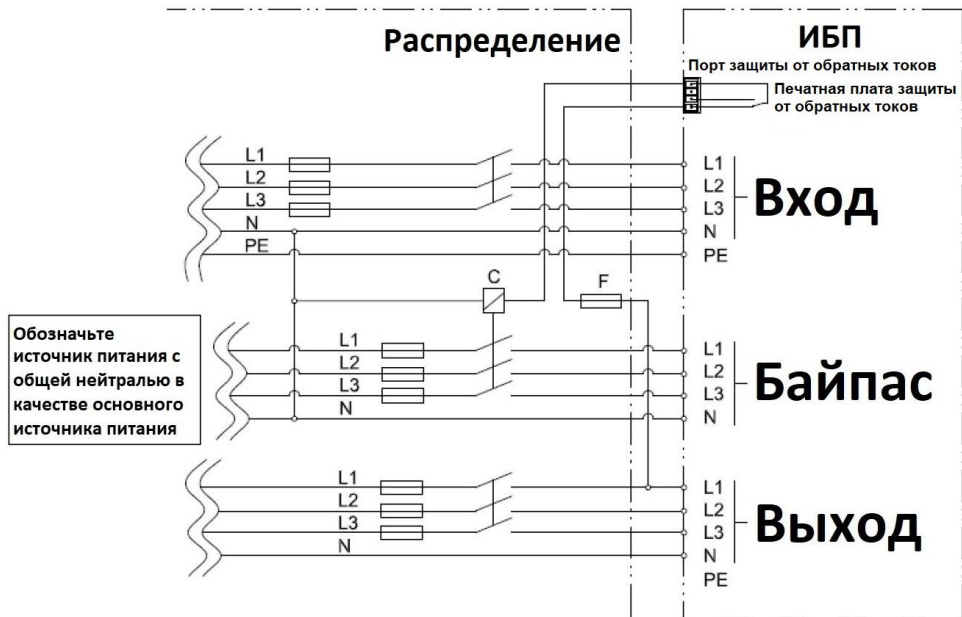 Распределение
ИБП
Порт защиты от обратных токов
Печатная плата защиты
от обратных токов
L1
L2
L3
N
PE
L1
L2
L3
N
PE
Вход
C
F
Обозначьте
источник питания с
общей нейтралью в
качестве основного
источника питания
L1
L2
L3
N
L1
L2
L3
N
Байпас
L1
L2
L3
N
L1
L2
L3
N
PE
Выход